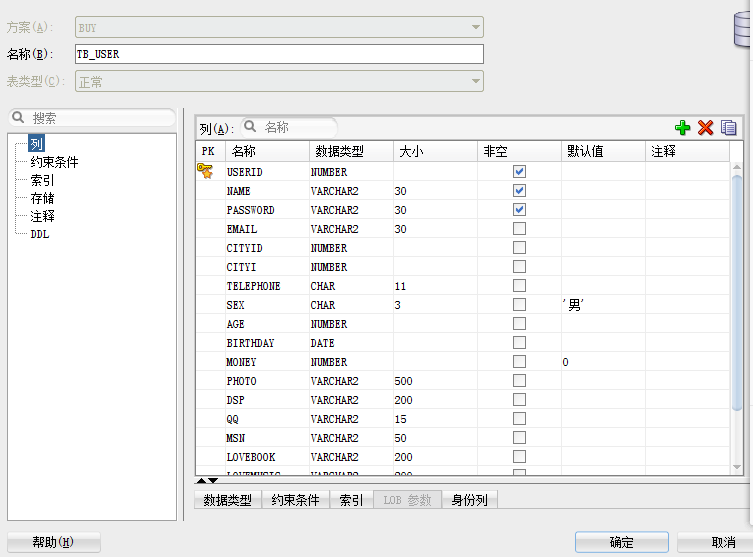 方案(A): BUY
名称(B): TB_USER
表类型(C): 正常
搜索
列
约束条件
索引
存储
注释
DDL
列(A): 名称
PK 名称 数据类型 大小 非空 默认值 注释
USERID NUMBER
NAME VARCHAR2 30
PASSWORD VARCHAR2 30
EMAIL VARCHAR2 30
CITYID NUMBER
CITYI NUMBER
TELEPHONE CHAR 11
SEX CHAR 3 '男'
AGE NUMBER
BIRTHDAY DATE
MONEY NUMBER 0
PHOTO VARCHAR2 500
DSP VARCHAR2 200
QQ VARCHAR2 15
MSN VARCHAR2 50
LOVEBOOK VARCHAR2 200
LOVEMUSIC VARCHAR2 200
数据类型 约束条件 索引 LOB 参数 身份列
帮助(H) 确定 取消